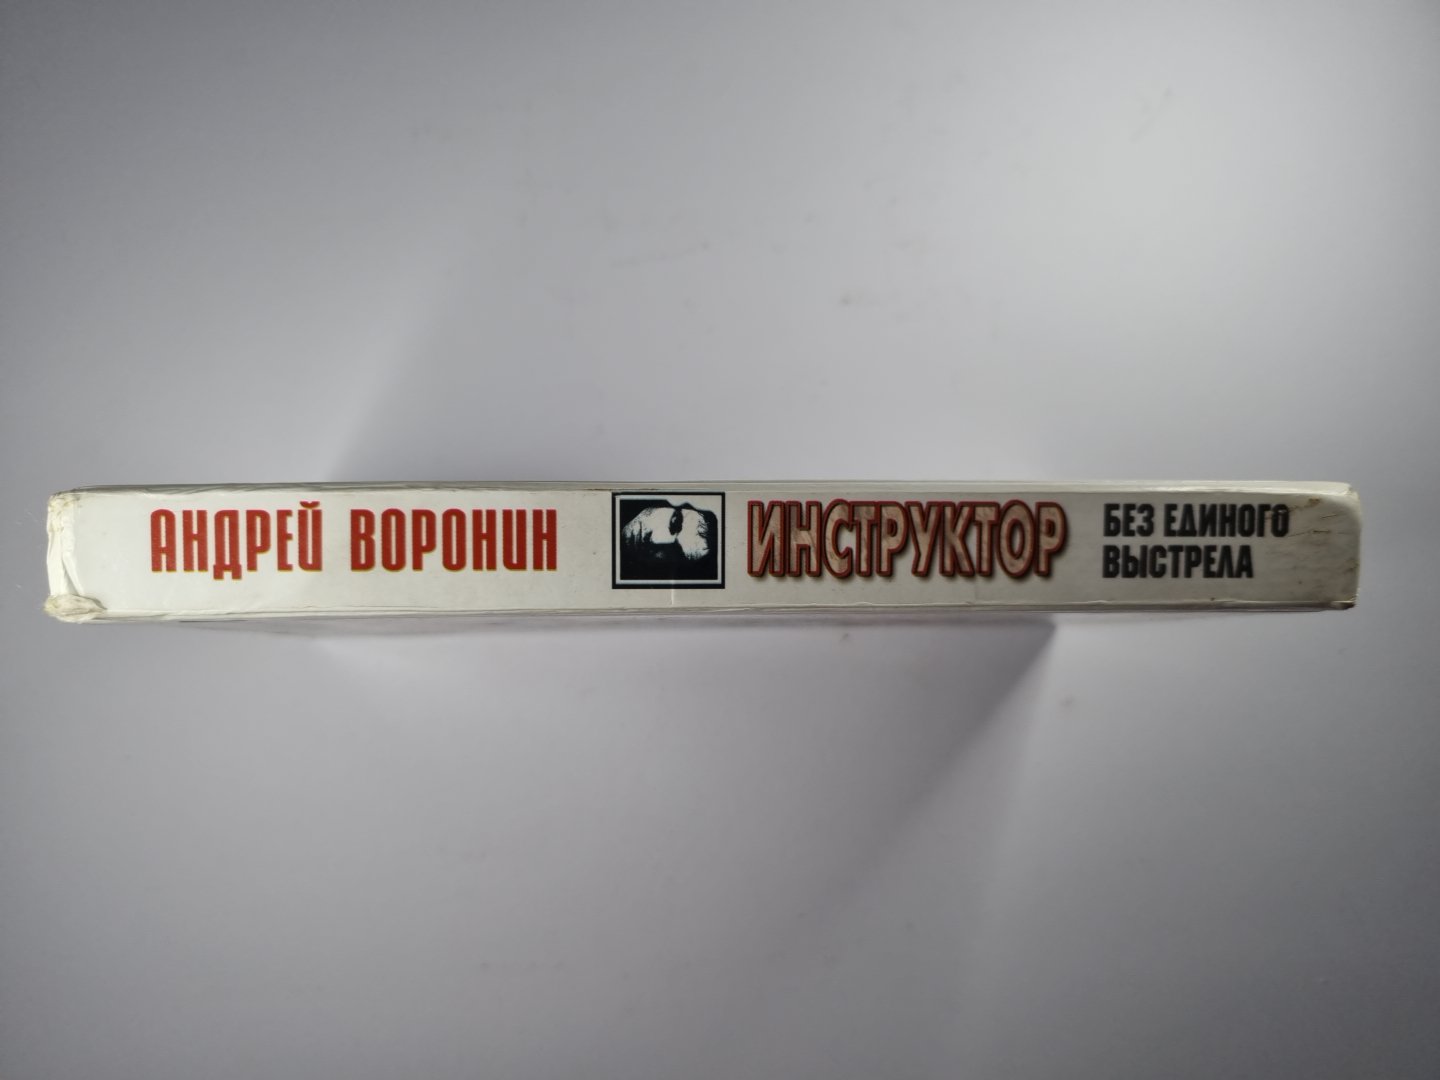 АНДРЕЙ ВОРОНИН
ИНСТРУКТОР
БЕЗ ЕДИНОГО
ВЫСТРЕЛА